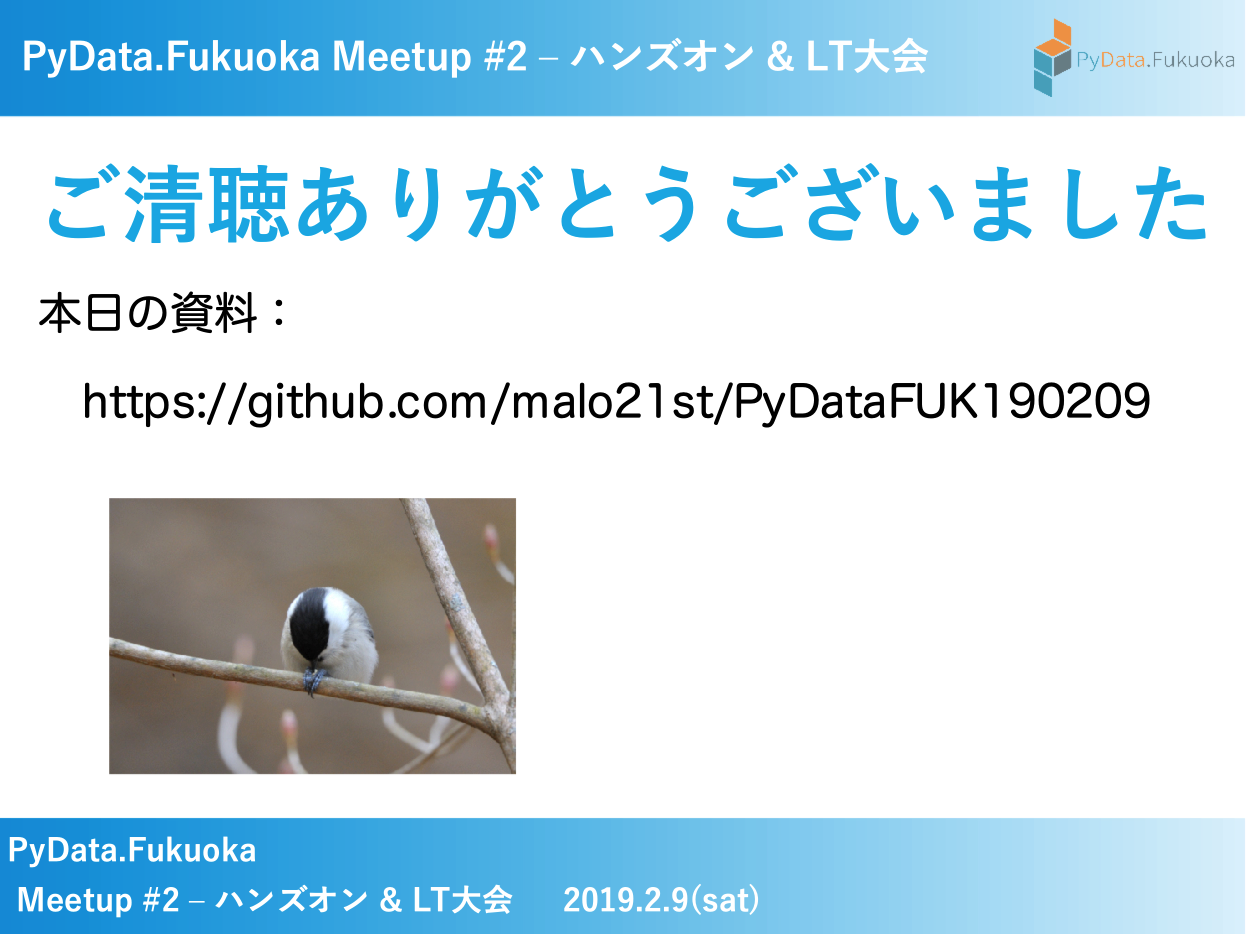 PyData.Fukuoka Meetup #2 – ハンズオン & LT大会
PyData.Fukuoka
ご清聴ありがとうございました
本日の資料：
https://github.com/malo21st/PyDataFUK190209
PyData.Fukuoka
Meetup #2 – ハンズオン & LT大会 2019.2.9(sat)